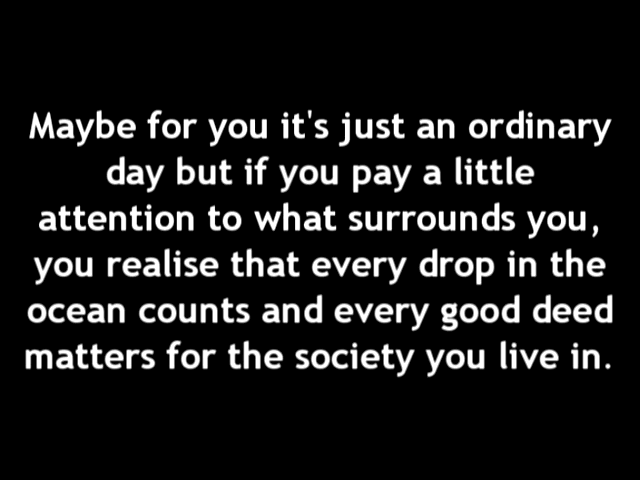 Maybe for you it's just an ordinary
day but if you pay a little
attention to what surrounds you,
you realise that every drop in the
ocean counts and every good deed
matters for the society you live in.